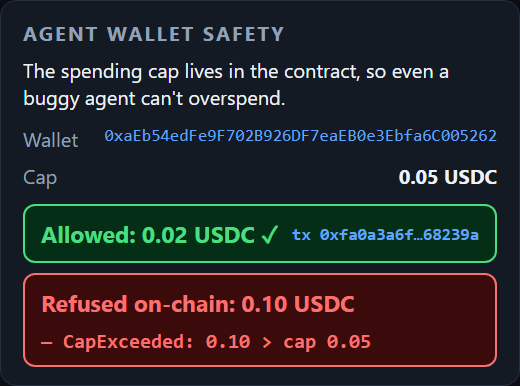 AGENT WALLET SAFETY
The spending cap lives in the contract, so even a
buggy agent can't overspend.
Wallet 0xaEb54edFe9F702B926DF7eaEB0e3Ebfa6C005262
Cap 0.05 USDC
Allowed: 0.02 USDC ✓ tx 0xfa0a3a6f…68239a
Refused on-chain: 0.10 USDC
— CapExceeded: 0.10 > cap 0.05